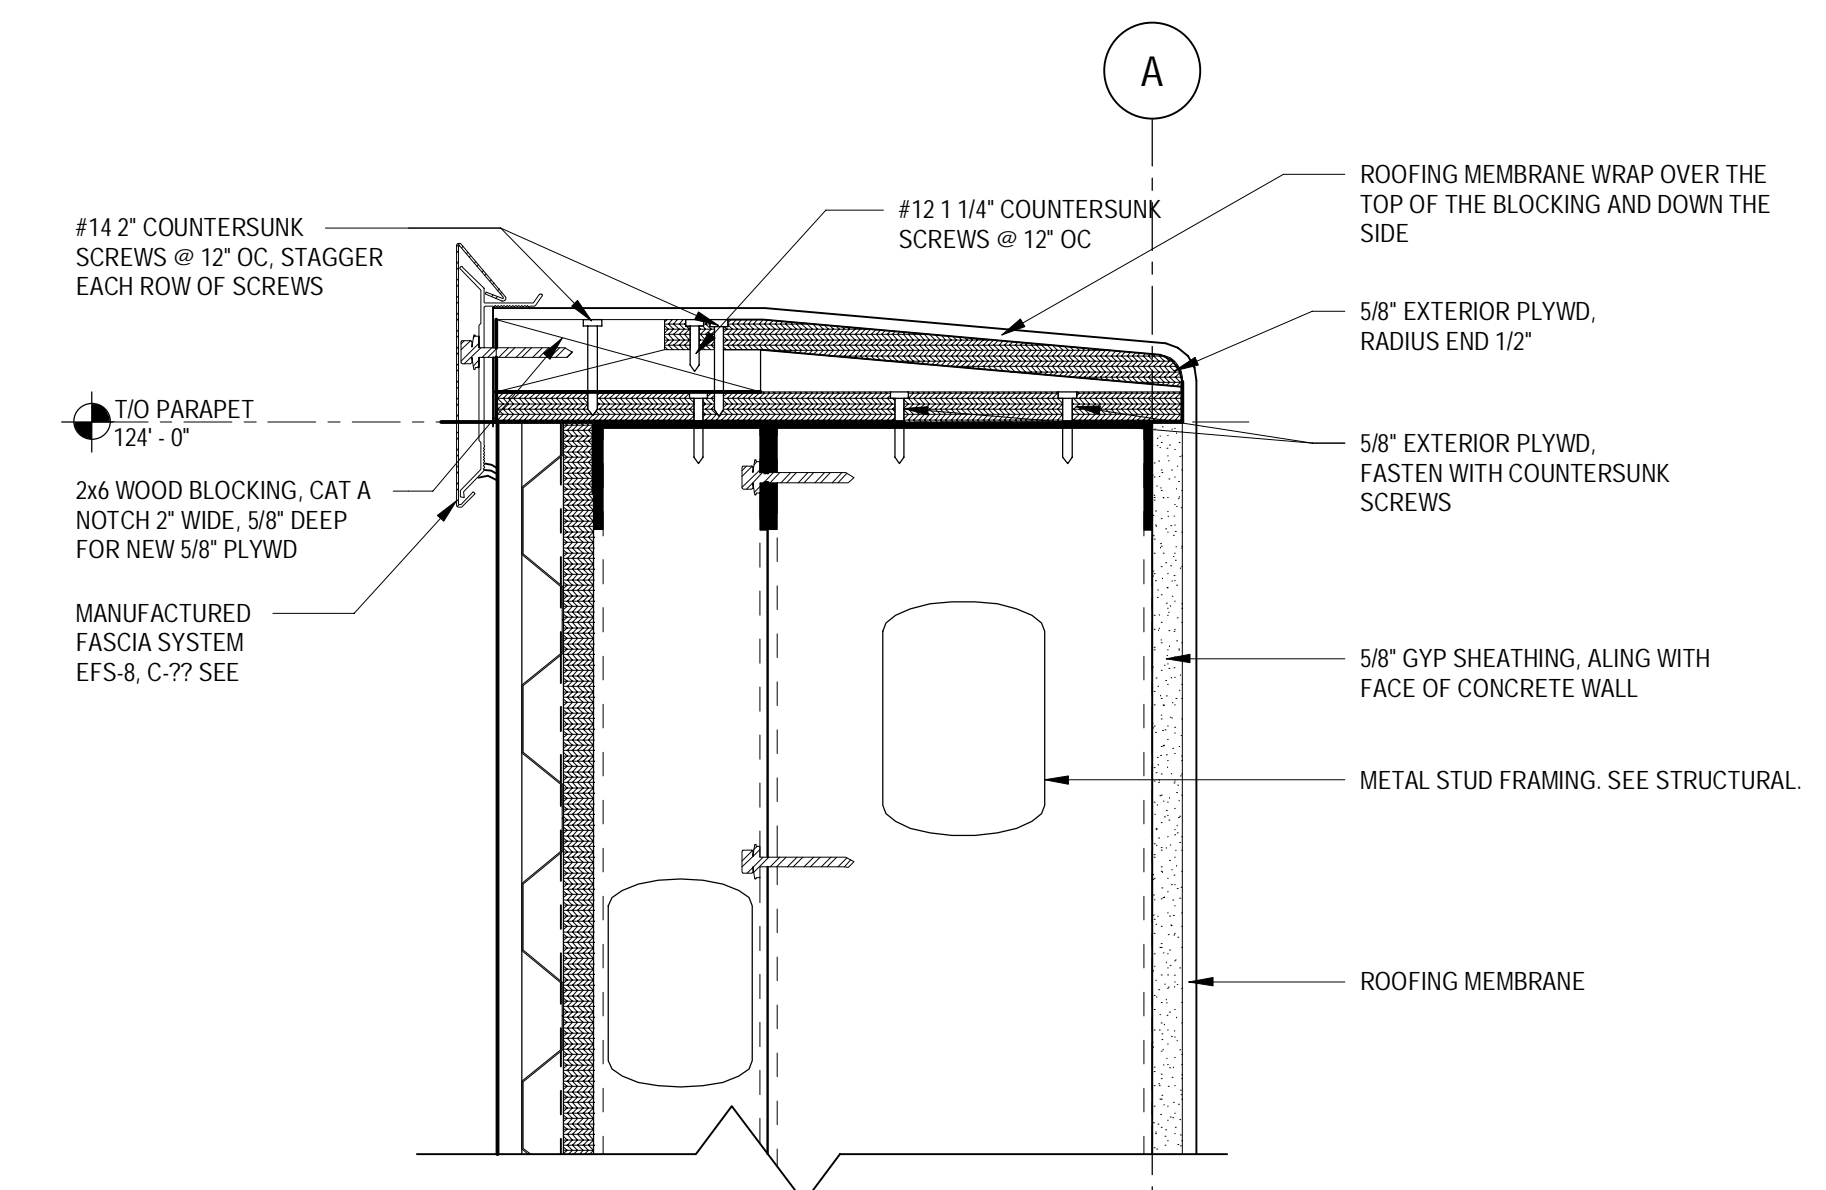 A
ROOFING MEMBRANE WRAP OVER THE
TOP OF THE BLOCKING AND DOWN THE
SIDE
#12 1 1/4" COUNTERSUNK
SCREWS @ 12" OC
#14 2" COUNTERSUNK
SCREWS @ 12" OC, STAGGER
EACH ROW OF SCREWS
5/8" EXTERIOR PLYWD,
RADIUS END 1/2"
T/O PARAPET
124' - 0"
5/8" EXTERIOR PLYWD,
FASTEN WITH COUNTERSUNK
SCREWS
2x6 WOOD BLOCKING, CAT A
NOTCH 2" WIDE, 5/8" DEEP
FOR NEW 5/8" PLYWD
MANUFACTURED
FASCIA SYSTEM
EFS-8, C-?? SEE
5/8" GYP SHEATHING, ALING WITH
FACE OF CONCRETE WALL
METAL STUD FRAMING. SEE STRUCTURAL.
ROOFING MEMBRANE